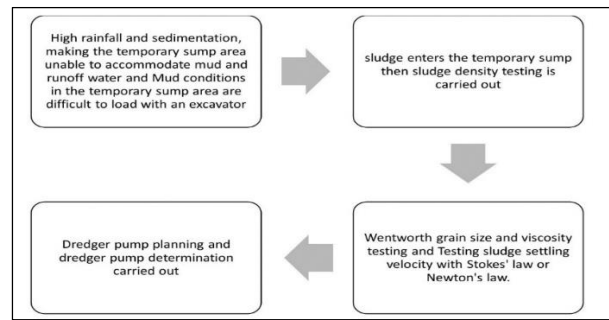 High rainfall and sedimentation,
making the temporary sump area
unable to accommodate mud and
runoff water and Mud conditions
in the temporary sump area are
difficult to load with an excavator
sludge enters the temporary sump
then sludge density testing is
carried out
Wentworth grain size and viscosity
testing and Testing sludge settling
velocity with Stokes' law or
Newton's law.
Dredger pump planning and
dredger pump determination
carried out